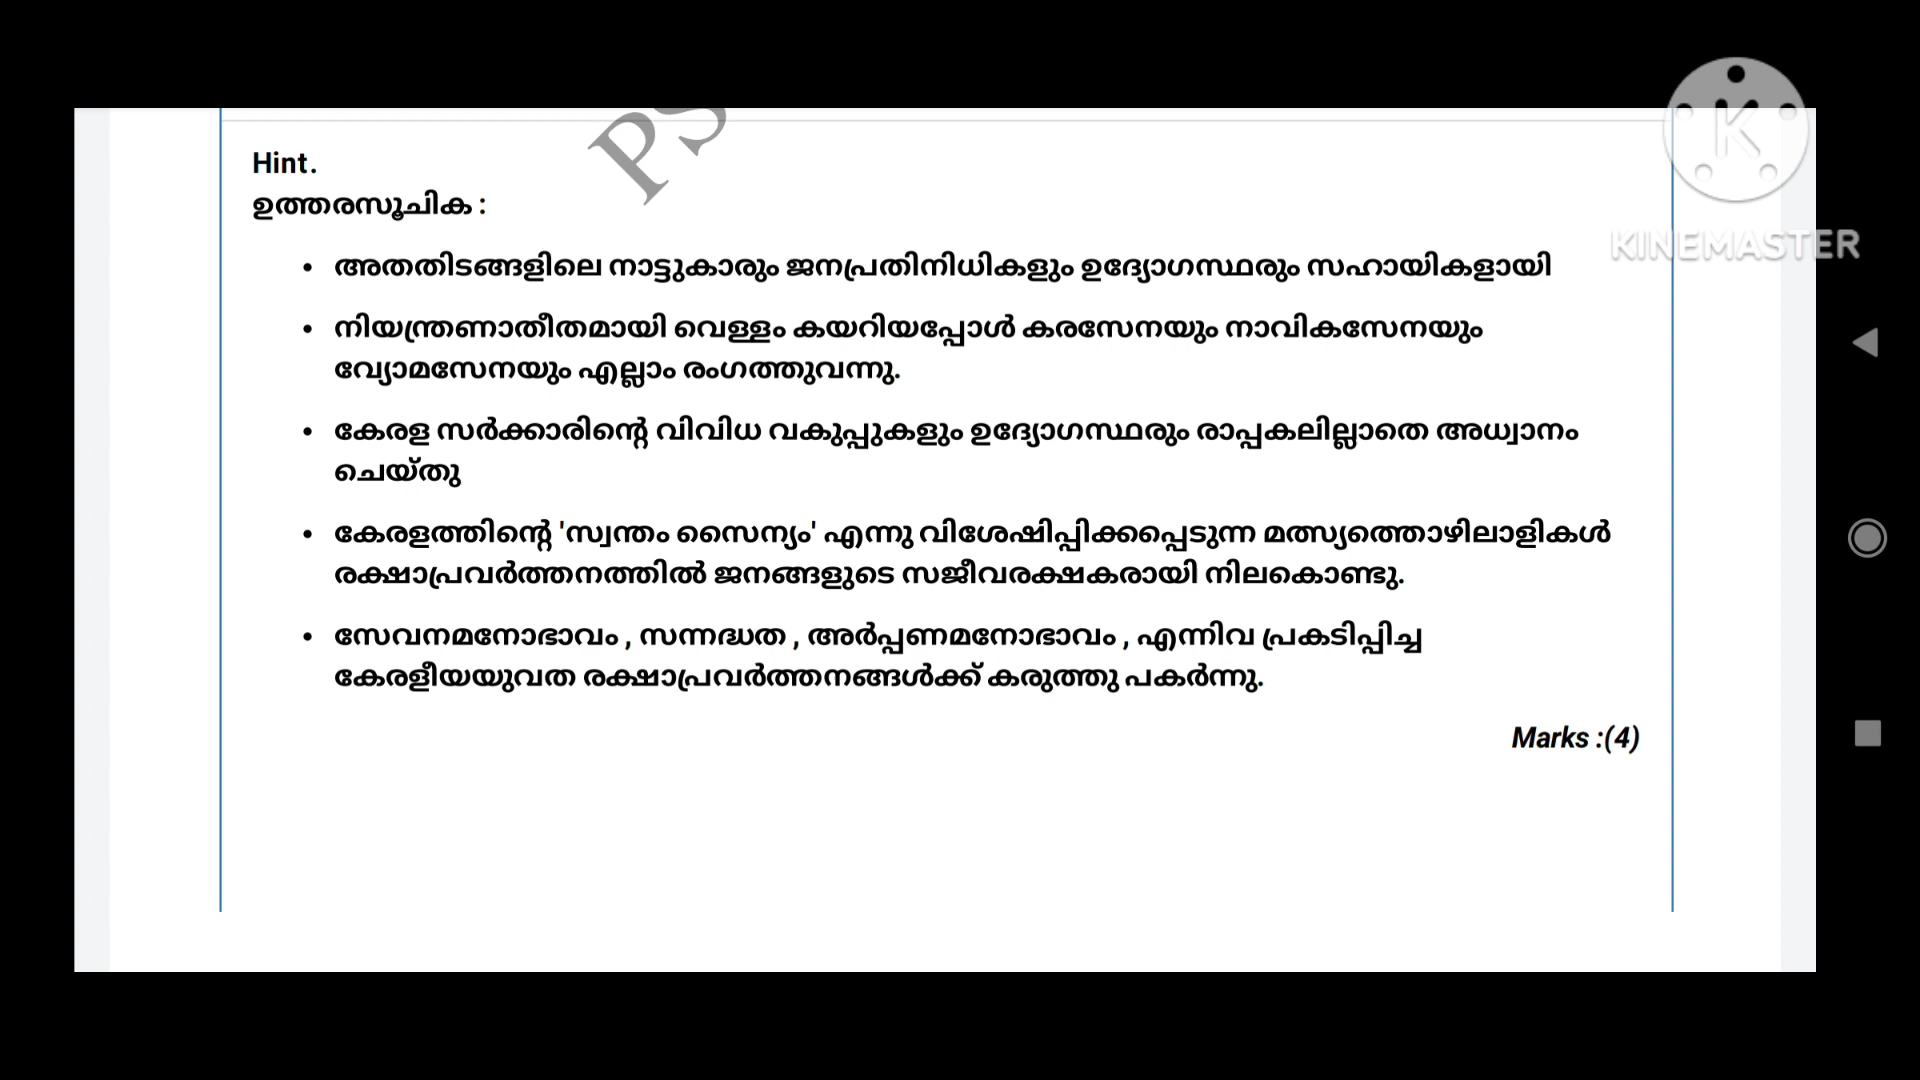 PS
K
KINEMASTER
Hint.
ഉത്തരസൂചിക :
• അതതിടങ്ങളിലെ നാട്ടുകാരും ജനപ്രതിനിധികളും ഉദ്യോഗസ്ഥരും സഹായികളായി
• നിയന്ത്രണാതീതമായി വെള്ളം കയറിയപ്പോൾ കരസേനയും നാവികസേനയും
വ്യോമസേനയും എല്ലാം രംഗത്തുവന്നു.
• കേരള സർക്കാരിന്റെ വിവിധ വകുപ്പുകളും ഉദ്യോഗസ്ഥരും രാപ്പകലില്ലാതെ അധ്വാനം
ചെയ്തു
• കേരളത്തിന്റെ 'സ്വന്തം സൈന്യം' എന്നു വിശേഷിപ്പിക്കപ്പെടുന്ന മത്സ്യത്തൊഴിലാളികൾ
രക്ഷാപ്രവർത്തനത്തിൽ ജനങ്ങളുടെ സജീവരക്ഷകരായി നിലകൊണ്ടു.
• സേവനമനോഭാവം , സന്നദ്ധത , അർപ്പണമനോഭാവം , എന്നിവ പ്രകടിപ്പിച്ച
കേരളീയയുവത രക്ഷാപ്രവർത്തനങ്ങൾക്ക് കരുത്തു പകർന്നു.
Marks :(4)